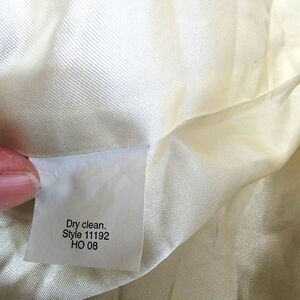 Dry clean.
Style 11192
HO 08